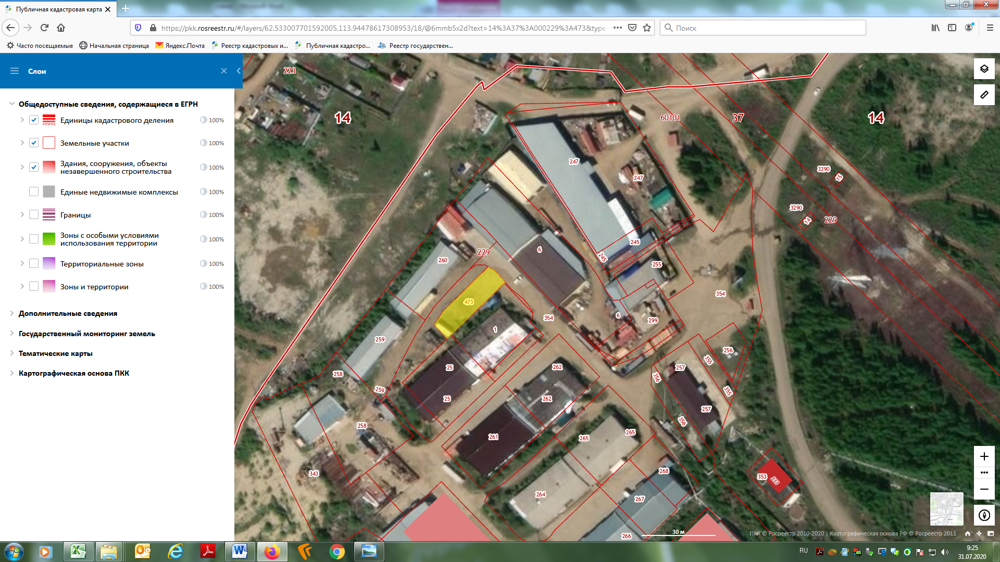 Публичная кадастровая карта
https://pkk.rosreestr.ru/#/layers/62.533007701592005,113.94478617308953/18/@6mmb5x2d?text=14%3A37%3A000229%3A473&type=
Поиск
Часто посещаемые
Начальная страница
Яндекс.Почта
Реестр кадастровых и...
Публичная кадастро...
Реестр государствен...
Слои
Общедоступные сведения, содержащиеся в ЕГРН
Единицы кадастрового деления 100%
Земельные участки 100%
Здания, сооружения, объекты
незавершенного строительства 100%
Единые недвижимые комплексы 100%
Границы 100%
Зоны с особыми условиями
использования территории 100%
Территориальные зоны 100%
Зоны и территории 100%
Дополнительные сведения
Государственный мониторинг земель
Тематические карты
Картографическая основа ПКК
223
14
60101
37
14
247
247
3290
15
3290
14
229
245
245
6
229
260
255
354
473
354
6
299
1
259
256
355
258
25
262
257
356
259
355
25
262
257
356
258
261
265
265
343
268
353
333
264
267
266
30 м
ПКК © Росреестр 2010-2020 | Картографическая основа РФ © Росреестр 2011
RU
9:25
31.07.2020